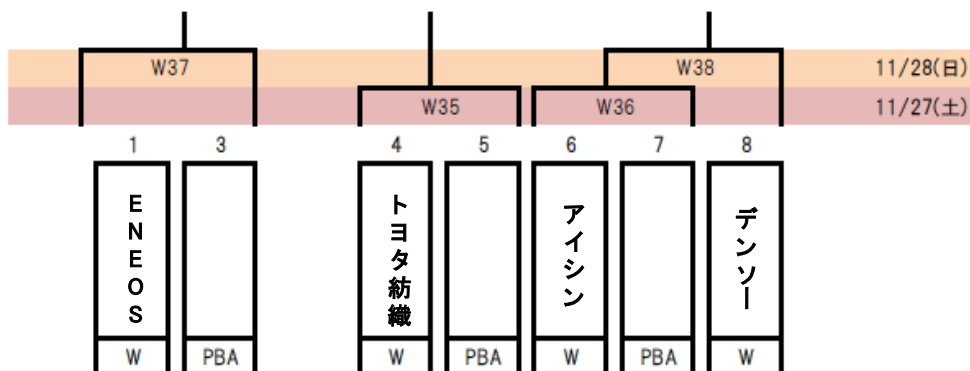 W37 W38 11/28(日)
W35 W36 11/27(土)
1 3 4 5 6 7 8
ENEOS
トヨタ紡織
アイシン
デンソー
W PBA W PBA W PBA W